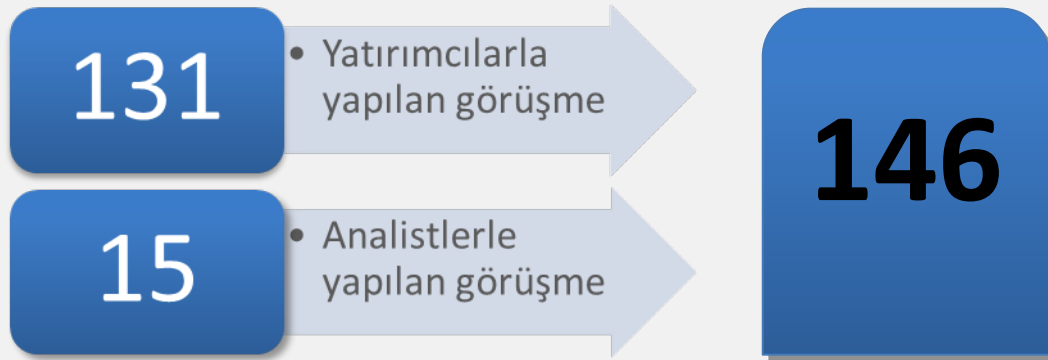 131
• Yatırımcılarla
yapılan görüşme
15
• Analistlerle
yapılan görüşme
146